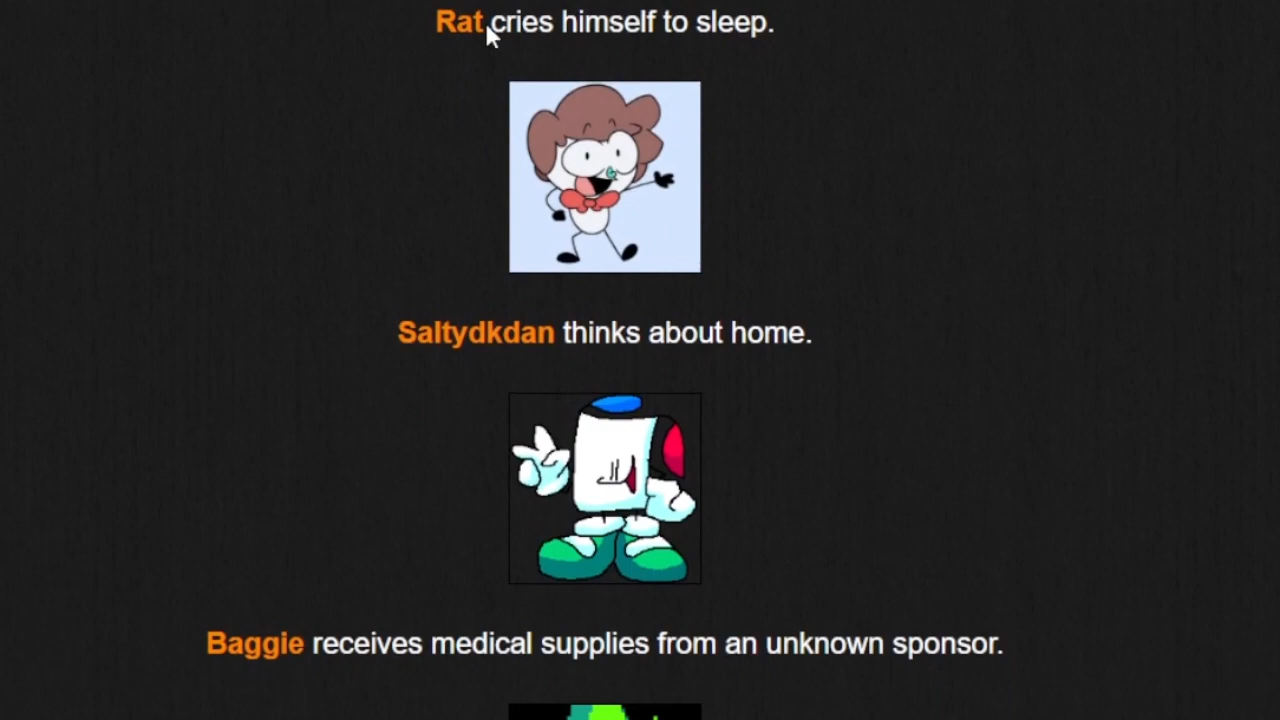 Rat cries himself to sleep.
Saltydkdan thinks about home.
Baggie receives medical supplies from an unknown sponsor.